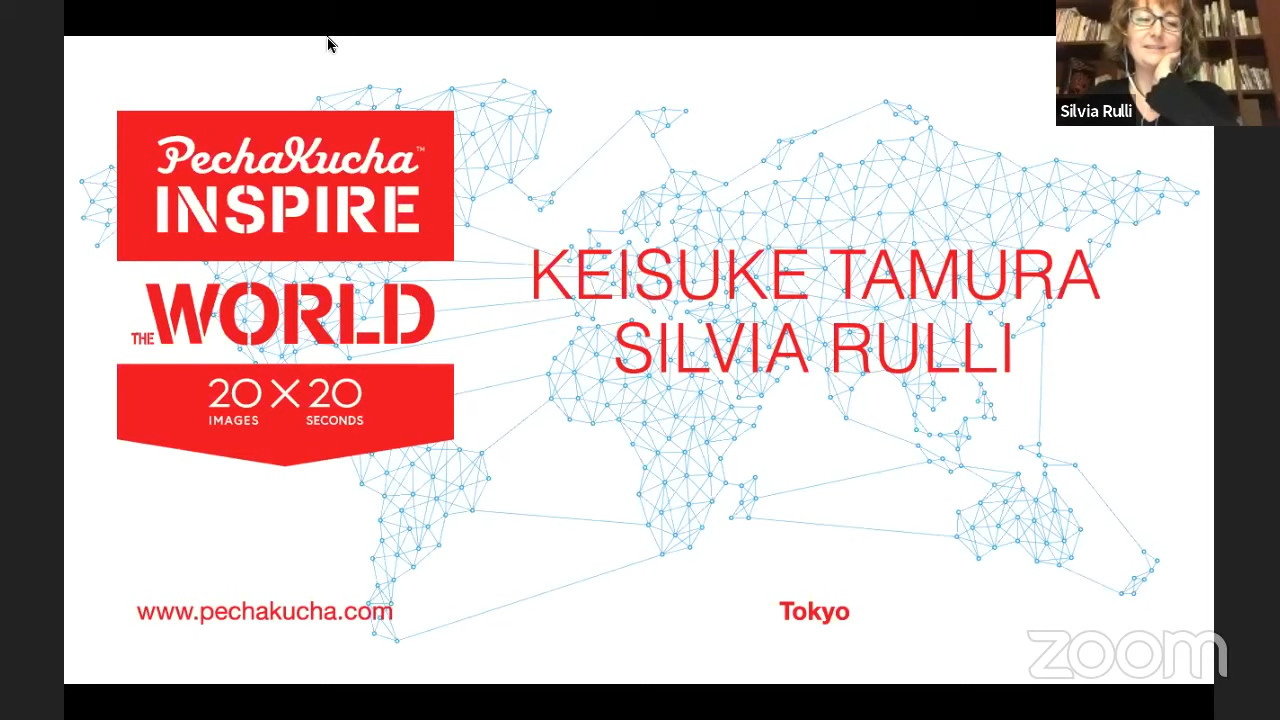 PechaKucha™
INSPIRE
THE WORLD
20 X 20
IMAGES SECONDS
KEISUKE TAMURA
SILVIA RULLI
www.pechakucha.com
Tokyo
Silvia Rulli
zoom